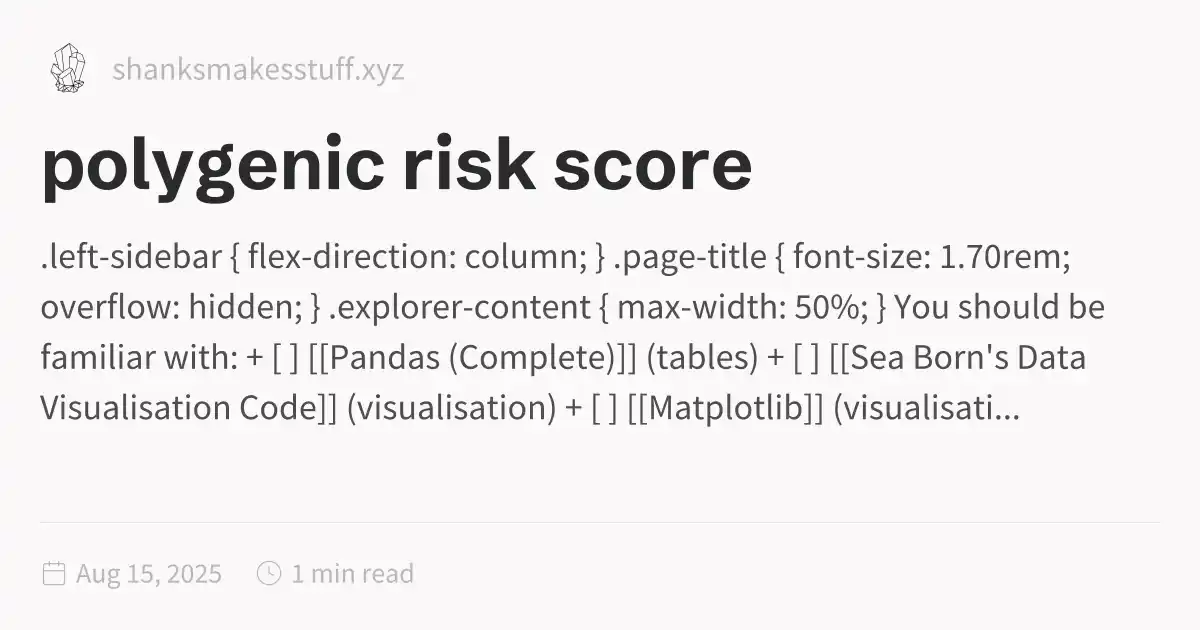 shanksmakesstuff.xyz
polygenic risk score
.left-sidebar { flex-direction: column; } .page-title { font-size: 1.70rem;
overflow: hidden; } .explorer-content { max-width: 50%; } You should be
familiar with: + [ ] [[Pandas (Complete)]] (tables) + [ ] [[Sea Born's Data
Visualisation Code]] (visualisation) + [ ] [[Matplotlib]] (visualisati...
Aug 15, 2025 1 min read